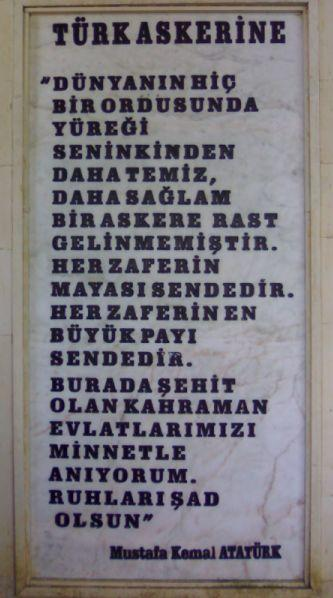 TÜRK ASKERİNE
"DÜNYANIN HİÇ
BİR ORDUSUNDA
YÜREĞİ
SENİNKİNDEN
DAHA TEMİZ,
DAHA SAĞLAM
BİR ASKERE RAST
GELİNMEMİŞTİR.
HER ZAFERİN
MAYASI SENDEDİR.
HER ZAFERİN EN
BÜYÜK PAYI
SENDEDİR.
BURADA ŞEHİT
OLAN KAHRAMAN
EVLATLARIMIZI
MİNNETLE
ANIYORUM.
RUHLARI ŞAD
OLSUN"
Mustafa Kemal ATATÜRK